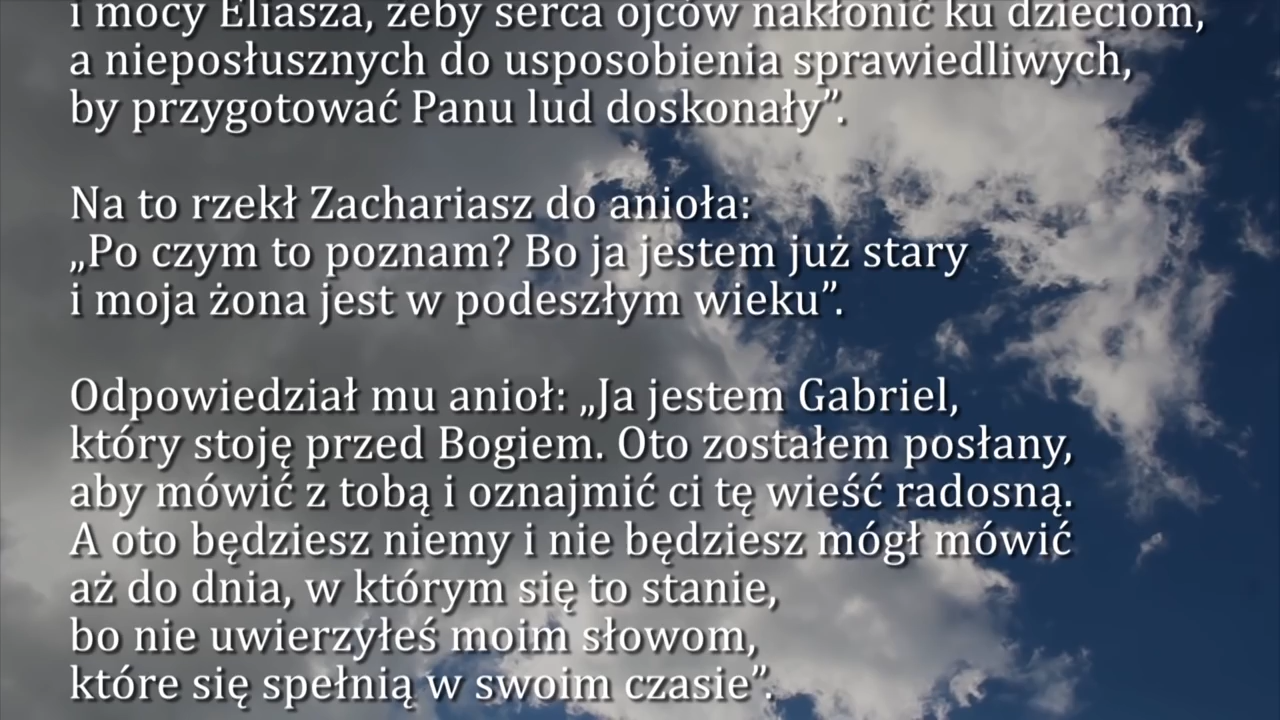 i mocy Eliasza, żeby serca ojców nakłonić ku dzieciom,
a nieposłusznych do usposobienia sprawiedliwych,
by przygotować Panu lud doskonały”.
Na to rzekł Zachariasz do anioła:
„Po czym to poznam? Bo ja jestem już stary
i moja żona jest w podeszłym wieku”.
Odpowiedział mu anioł: „Ja jestem Gabriel,
który stoję przed Bogiem. Oto zostałem posłany,
aby mówić z tobą i oznajmić ci tę wieść radosną.
A oto będziesz niemy i nie będziesz mógł mówić
aż do dnia, w którym się to stanie,
bo nie uwierzyłeś moim słowom,
które się spełnią w swoim czasie”.